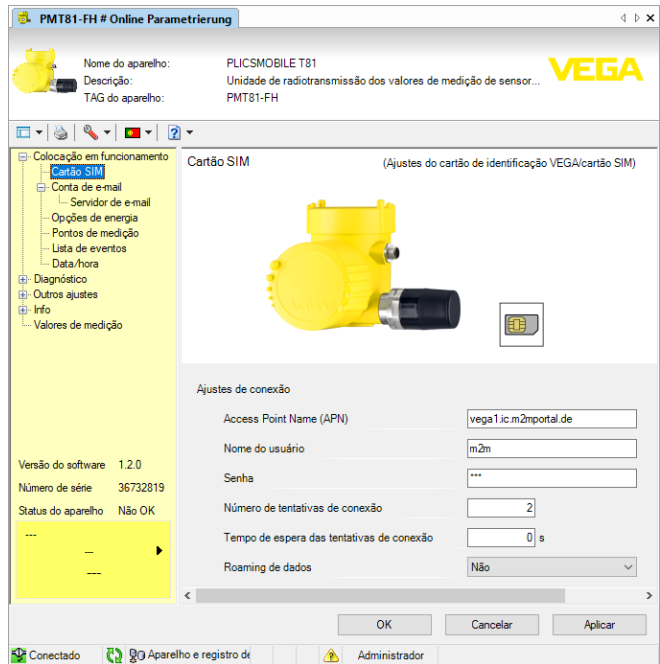 PMT81-FH # Online Parametrierung
Nome do aparelho: PLICSMOBILE T81
Descrição: Unidade de radiotransmissão dos valores de medição de sensor...
TAG do aparelho: PMT81-FH
VEGA
Colocação em funcionamento
Cartão SIM
Conta de e-mail
Servidor de e-mail
Opções de energia
Pontos de medição
Lista de eventos
Data/hora
Diagnóstico
Outros ajustes
Info
Valores de medição
Versão do software 1.2.0
Número de série 36732819
Status do aparelho Não OK
---
---
---
Cartão SIM (Ajustes do cartão de identificação VEGA/cartão SIM)
VEGA
Ajustes de conexão
Access Point Name (APN) vega1.ic.m2mportal.de
Nome do usuário m2m
Senha ***
Número de tentativas de conexão 2
Tempo de espera das tentativas de conexão 0 s
Roaming de dados Não
OK Cancelar Aplicar
Conectado Aparelho e registro de Administrador